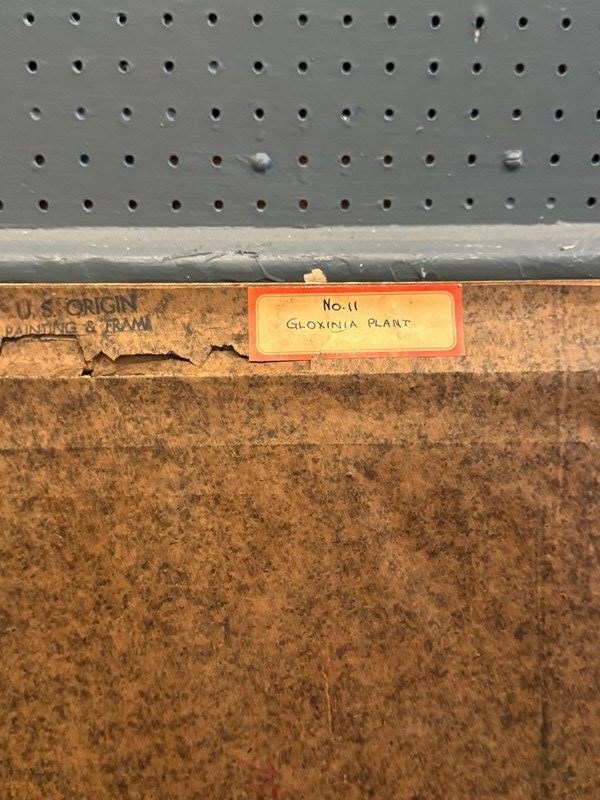 U.S. ORIGIN
PAINTING & FRAME
No. 11
GLOXINIA PLANT